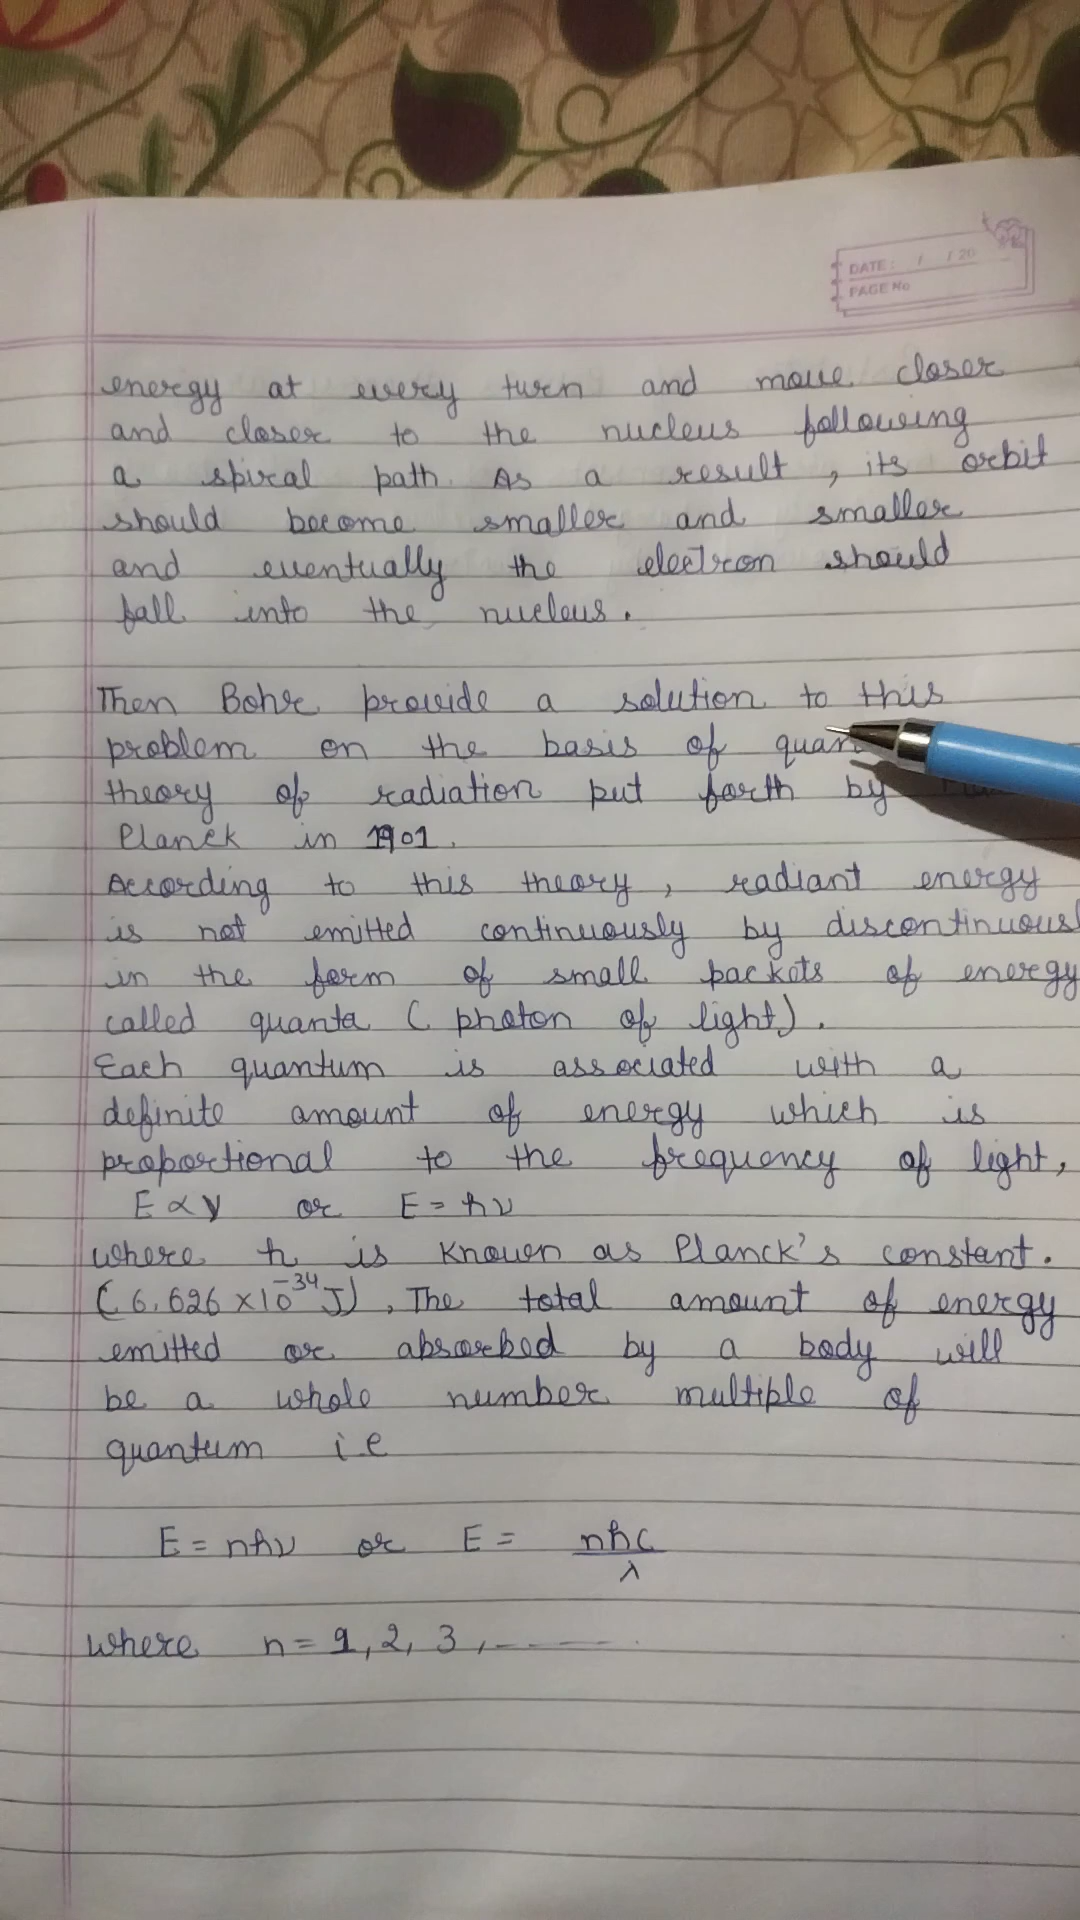 DATE: / / 20
PAGE No
energy at every turn and move closer
and closer to the nucleus following
a spiral path. As a result, its orbit
should become smaller and smaller
and eventually the electron should
fall into the nucleus.
Then Bohr provide a solution to this
problem on the basis of quan
theory of radiation put forth by
Planck in 1901.
According to this theory, radiant energy
is not emitted continuously by discontinuousl
in the form of small packets of energy
called quanta ( photon of light).
Each quantum is associated with a
definite amount of energy which is
proportional to the frequency of light,
E ∝ ν or E = hν
where h is known as Planck's constant.
(6.626 × 10⁻³⁴ J), The total amount of energy
emitted or absorbed by a body will
be a whole number multiple of
quantum i e
E = nhν or E = nhc
λ
where n = 1, 2, 3, -----